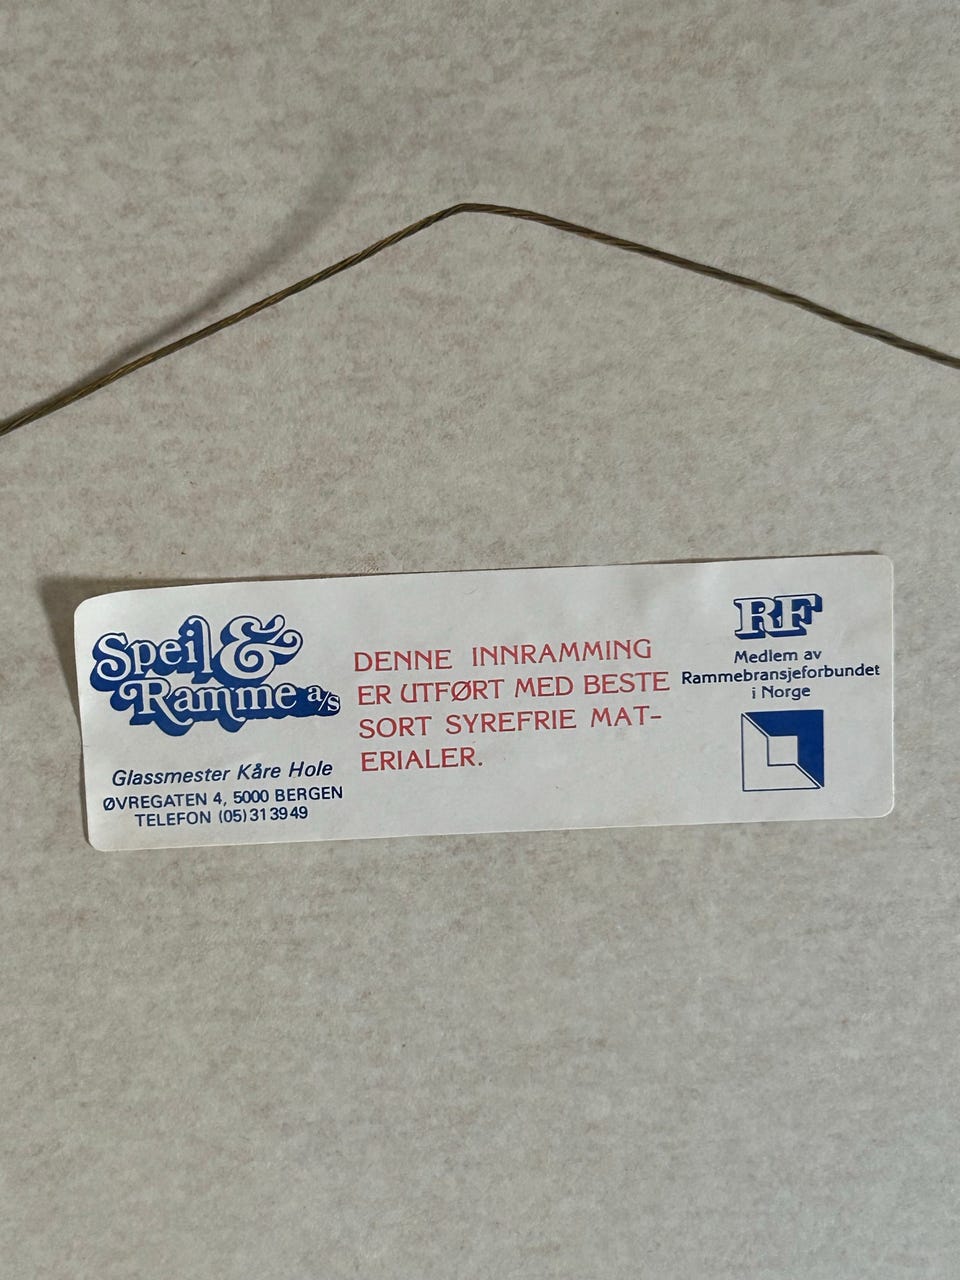 Speil &
Ramme a/s
Glassmester Kåre Hole
ØVREGATEN 4, 5000 BERGEN
TELEFON (05) 31 39 49
DENNE INNRAMMING
ER UTFØRT MED BESTE
SORT SYREFRIE MAT-
ERIALER.
RF
Medlem av
Rammebransjeforbundet
i Norge